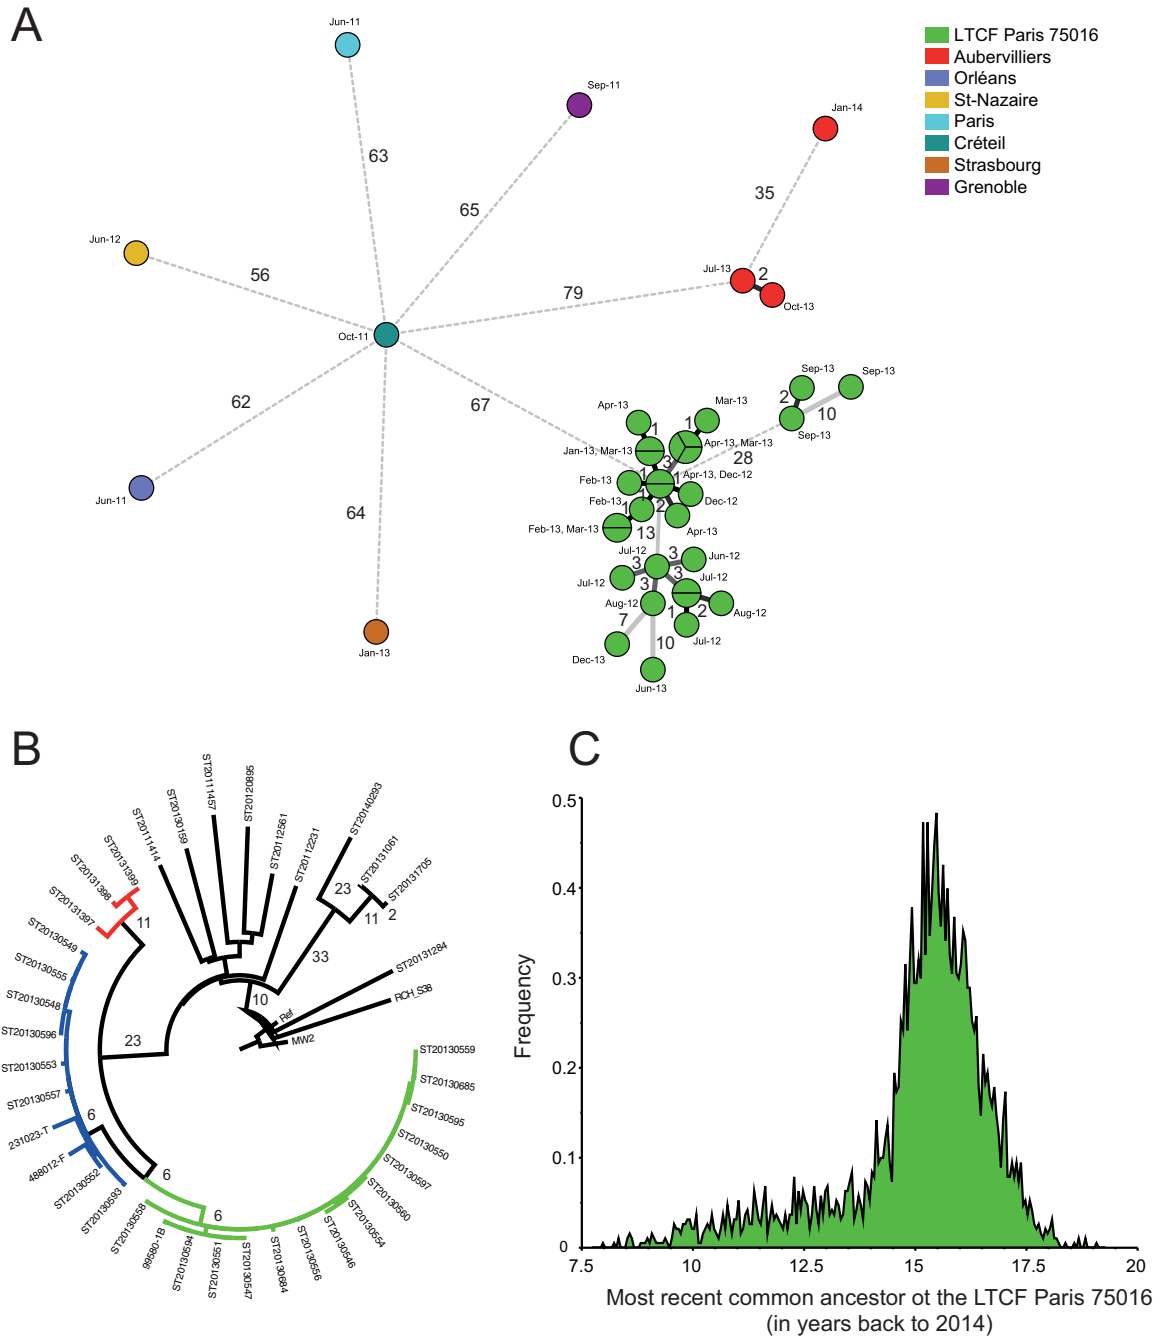 A
Jun-11
Sep-11
Jan-14
LTCF Paris 75016
Aubervilliers
Orléans
St-Nazaire
Paris
Créteil
Strasbourg
Grenoble
63
65
35
Jun-12
56
Jul-13
2
Oct-13
79
Oct-11
62
67
Sep-13
Sep-13
2
10
Sep-13
28
Apr-13
Mar-13
1
1
Jan-13, Mar-13
Apr-13, Mar-13
3
Feb-13
1
1
Apr-13, Dec-12
Feb-13
1
2
Dec-12
Feb-13, Mar-13
1
13
Apr-13
Jun-11
64
Jul-12
3
Jun-12
Jul-12
3
3
Jul-12
3
Aug-12
1
2
Aug-12
7
10
Jul-12
Dec-13
Jun-13
Jan-13
B
ST20131397
ST20131398
ST20131399
ST20111414
ST20130159
ST20111457
ST20120895
ST20112561
ST20112231
ST20140293
ST20131061
ST20131705
ST20131284
RCH_S38
Ref
MW2
11
23
11
2
33
10
23
6
6
6
ST20130549
ST20130555
ST20130548
ST20130596
ST20130553
ST20130557
231023-T
488012-F
ST20130552
ST20130593
ST20130558
99580-1B
ST20130594
ST20130551
ST20130547
ST20130684
ST20130556
ST20130546
ST20130554
ST20130560
ST20130597
ST20130550
ST20130595
ST20130685
ST20130559
C
Frequency
0.5
0.4
0.3
0.2
0.1
0
7.5
10
12.5
15
17.5
20
Most recent common ancestor ot the LTCF Paris 75016
(in years back to 2014)